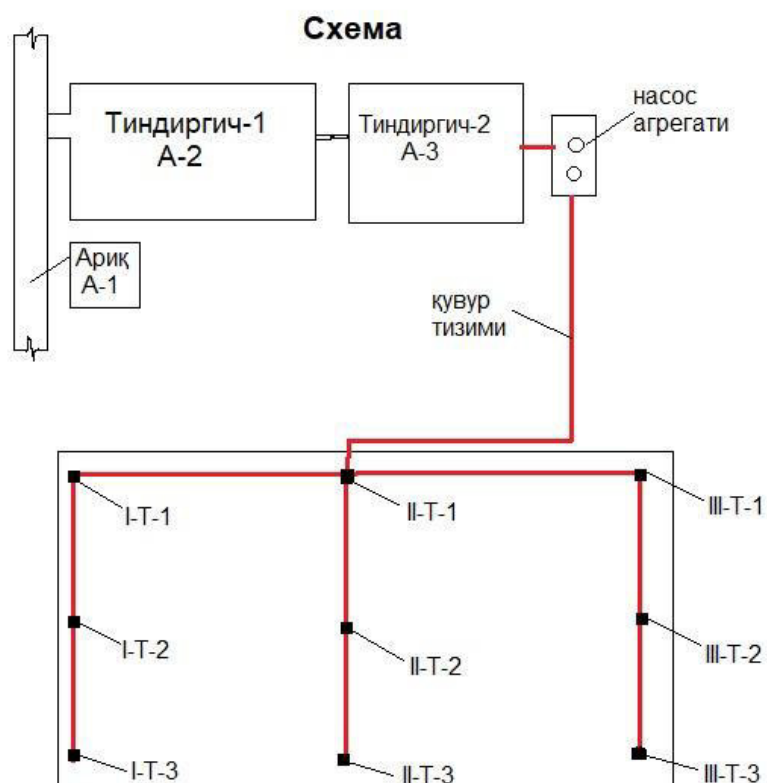 Схема
Тиндиргич-1
А-2
Тиндиргич-2
А-3
насос
агрегати
Ариқ
А-1
қувур
тизими
I-Т-1
II-Т-1
III-Т-1
I-Т-2
II-Т-2
III-Т-2
I-Т-3
II-Т-3
III-Т-3